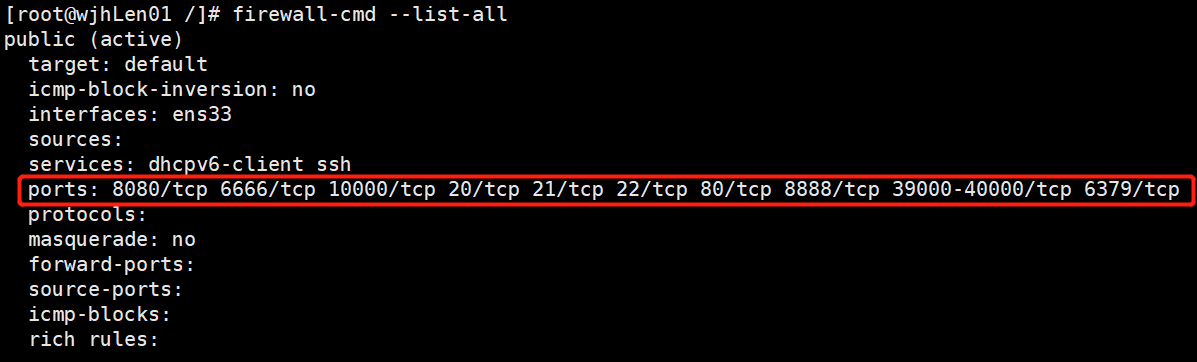 [root@wjhLen01 /]# firewall-cmd --list-all
public (active)
  target: default
  icmp-block-inversion: no
  interfaces: ens33
  sources:
  services: dhcpv6-client ssh
  ports: 8080/tcp 6666/tcp 10000/tcp 20/tcp 21/tcp 22/tcp 80/tcp 8888/tcp 39000-40000/tcp 6379/tcp
  protocols:
  masquerade: no
  forward-ports:
  source-ports:
  icmp-blocks:
  rich rules: